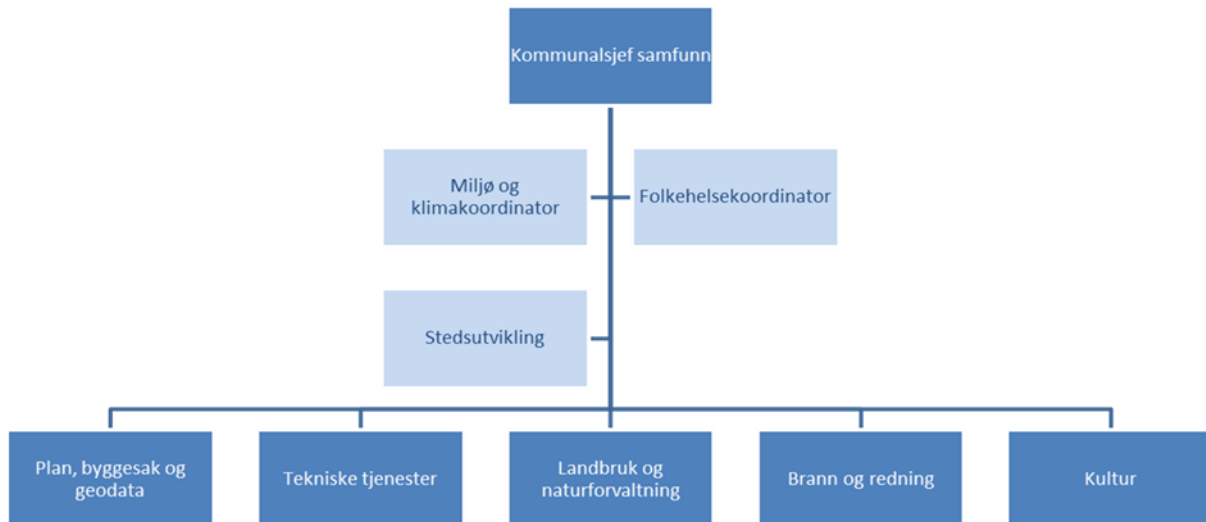 Kommunalsjef samfunn
Miljø og
klimakoordinator
Folkehelsekoordinator
Stedsutvikling
Plan, byggesak og
geodata
Tekniske tjenester
Landbruk og
naturforvaltning
Brann og redning
Kultur